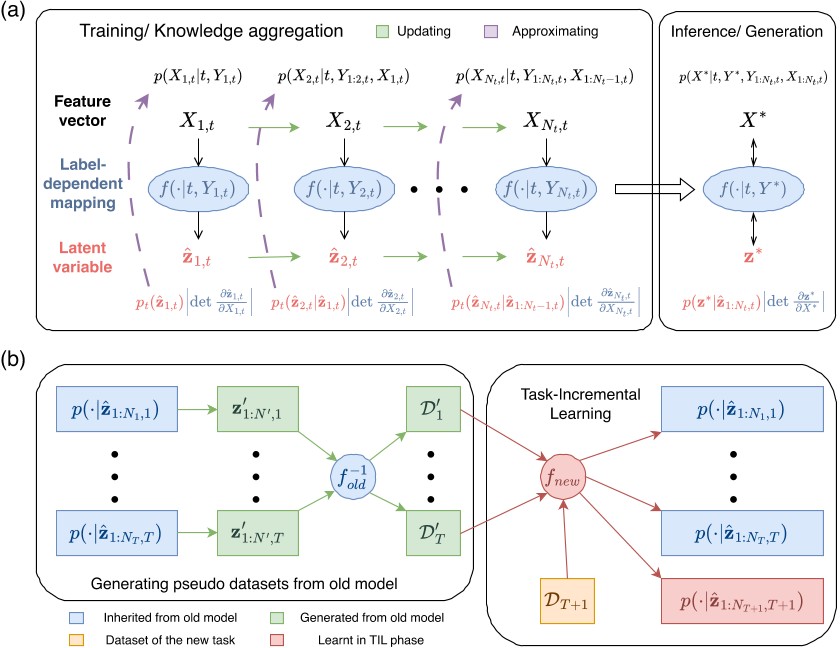 (a)
Training/ Knowledge aggregation
Updating
Approximating
Inference/ Generation
p(X_{1,t}|t, Y_{1,t})
p(X_{2,t}|t, Y_{1:2,t}, X_{1,t})
p(X_{N_t,t}|t, Y_{1:N_t,t}, X_{1:N_t−1,t})
p(X*|t, Y*, Y_{1:N_t,t}, X_{1:N_t,t})
Feature
vector
X_{1,t}
X_{2,t}
X_{N_t,t}
X*
Label-
dependent
mapping
f(·|t, Y_{1,t})
f(·|t, Y_{2,t})
• • •
f(·|t, Y_{N_t,t})
f(·|t, Y*)
Latent
variable
ẑ_{1,t}
ẑ_{2,t}
ẑ_{N_t,t}
z*
p_t(ẑ_{1,t})|det ∂ẑ_{1,t}/∂X_{1,t}|
p_t(ẑ_{2,t}|ẑ_{1,t})|det ∂ẑ_{2,t}/∂X_{2,t}|
p_t(ẑ_{N_t,t}|ẑ_{1:N_t−1,t})|det ∂ẑ_{N_t,t}/∂X_{N_t,t}|
p(z*|ẑ_{1:N_t,t})|det ∂z*/∂X*|
(b)
p(·|ẑ_{1:N_1,1})
z′_{1:N′,1}
D′_1
Task-Incremental
Learning
p(·|ẑ_{1:N_1,1})
f_{old}^{−1}
f_{new}
p(·|ẑ_{1:N_T,T})
z′_{1:N′,T}
D′_T
p(·|ẑ_{1:N_T,T})
Generating pseudo datasets from old model
D_{T+1}
p(·|ẑ_{1:N_{T+1},T+1})
Inherited from old model
Generated from old model
Dataset of the new task
Learnt in TIL phase